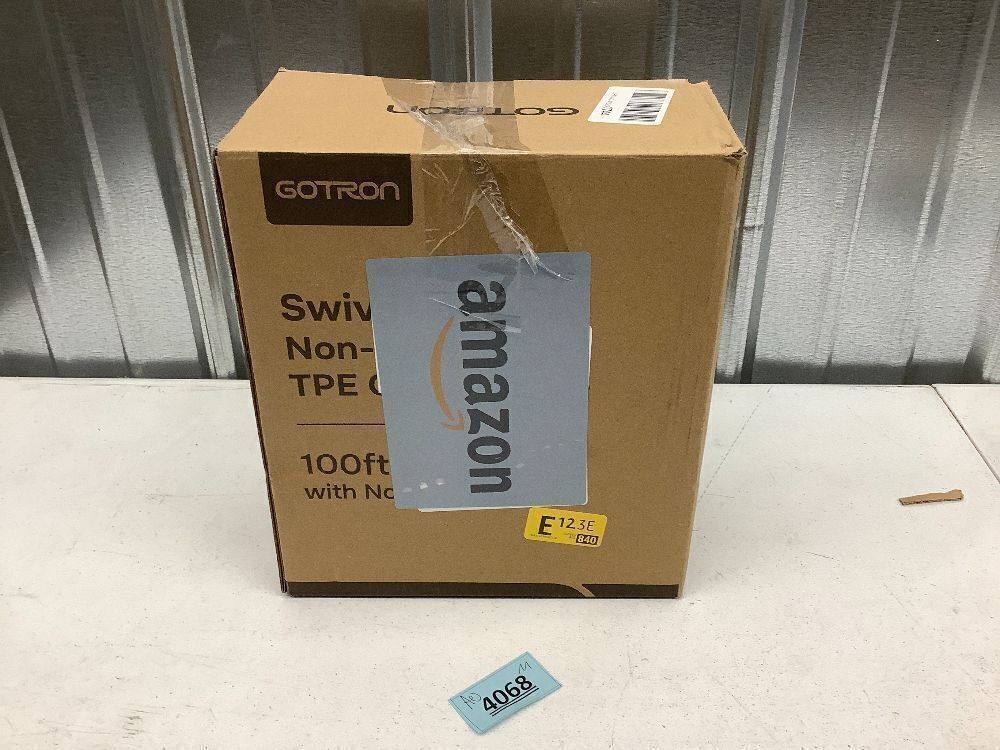 GOTRON
GOTRON
Swiv
Non-
TPE
100ft
with No
amazon
E 12.3E
840
4068